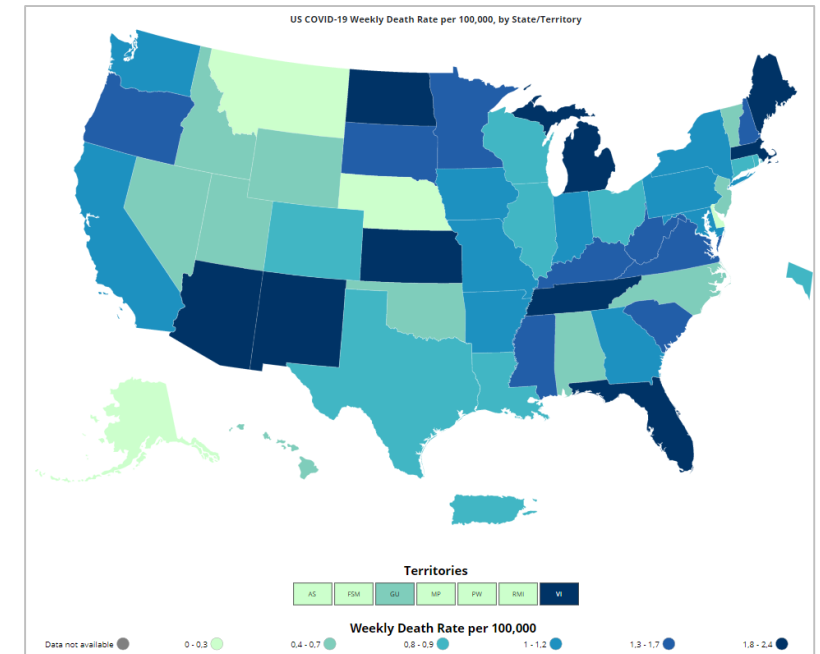 US COVID-19 Weekly Death Rate per 100,000, by State/Territory
Territories
AS FSM GU MP PW RMI VI
Weekly Death Rate per 100,000
Data not available 0 - 0.3 0.4 - 0.7 0.8 - 0.9 1 - 1.2 1.3 - 1.7 1.8 - 2.4